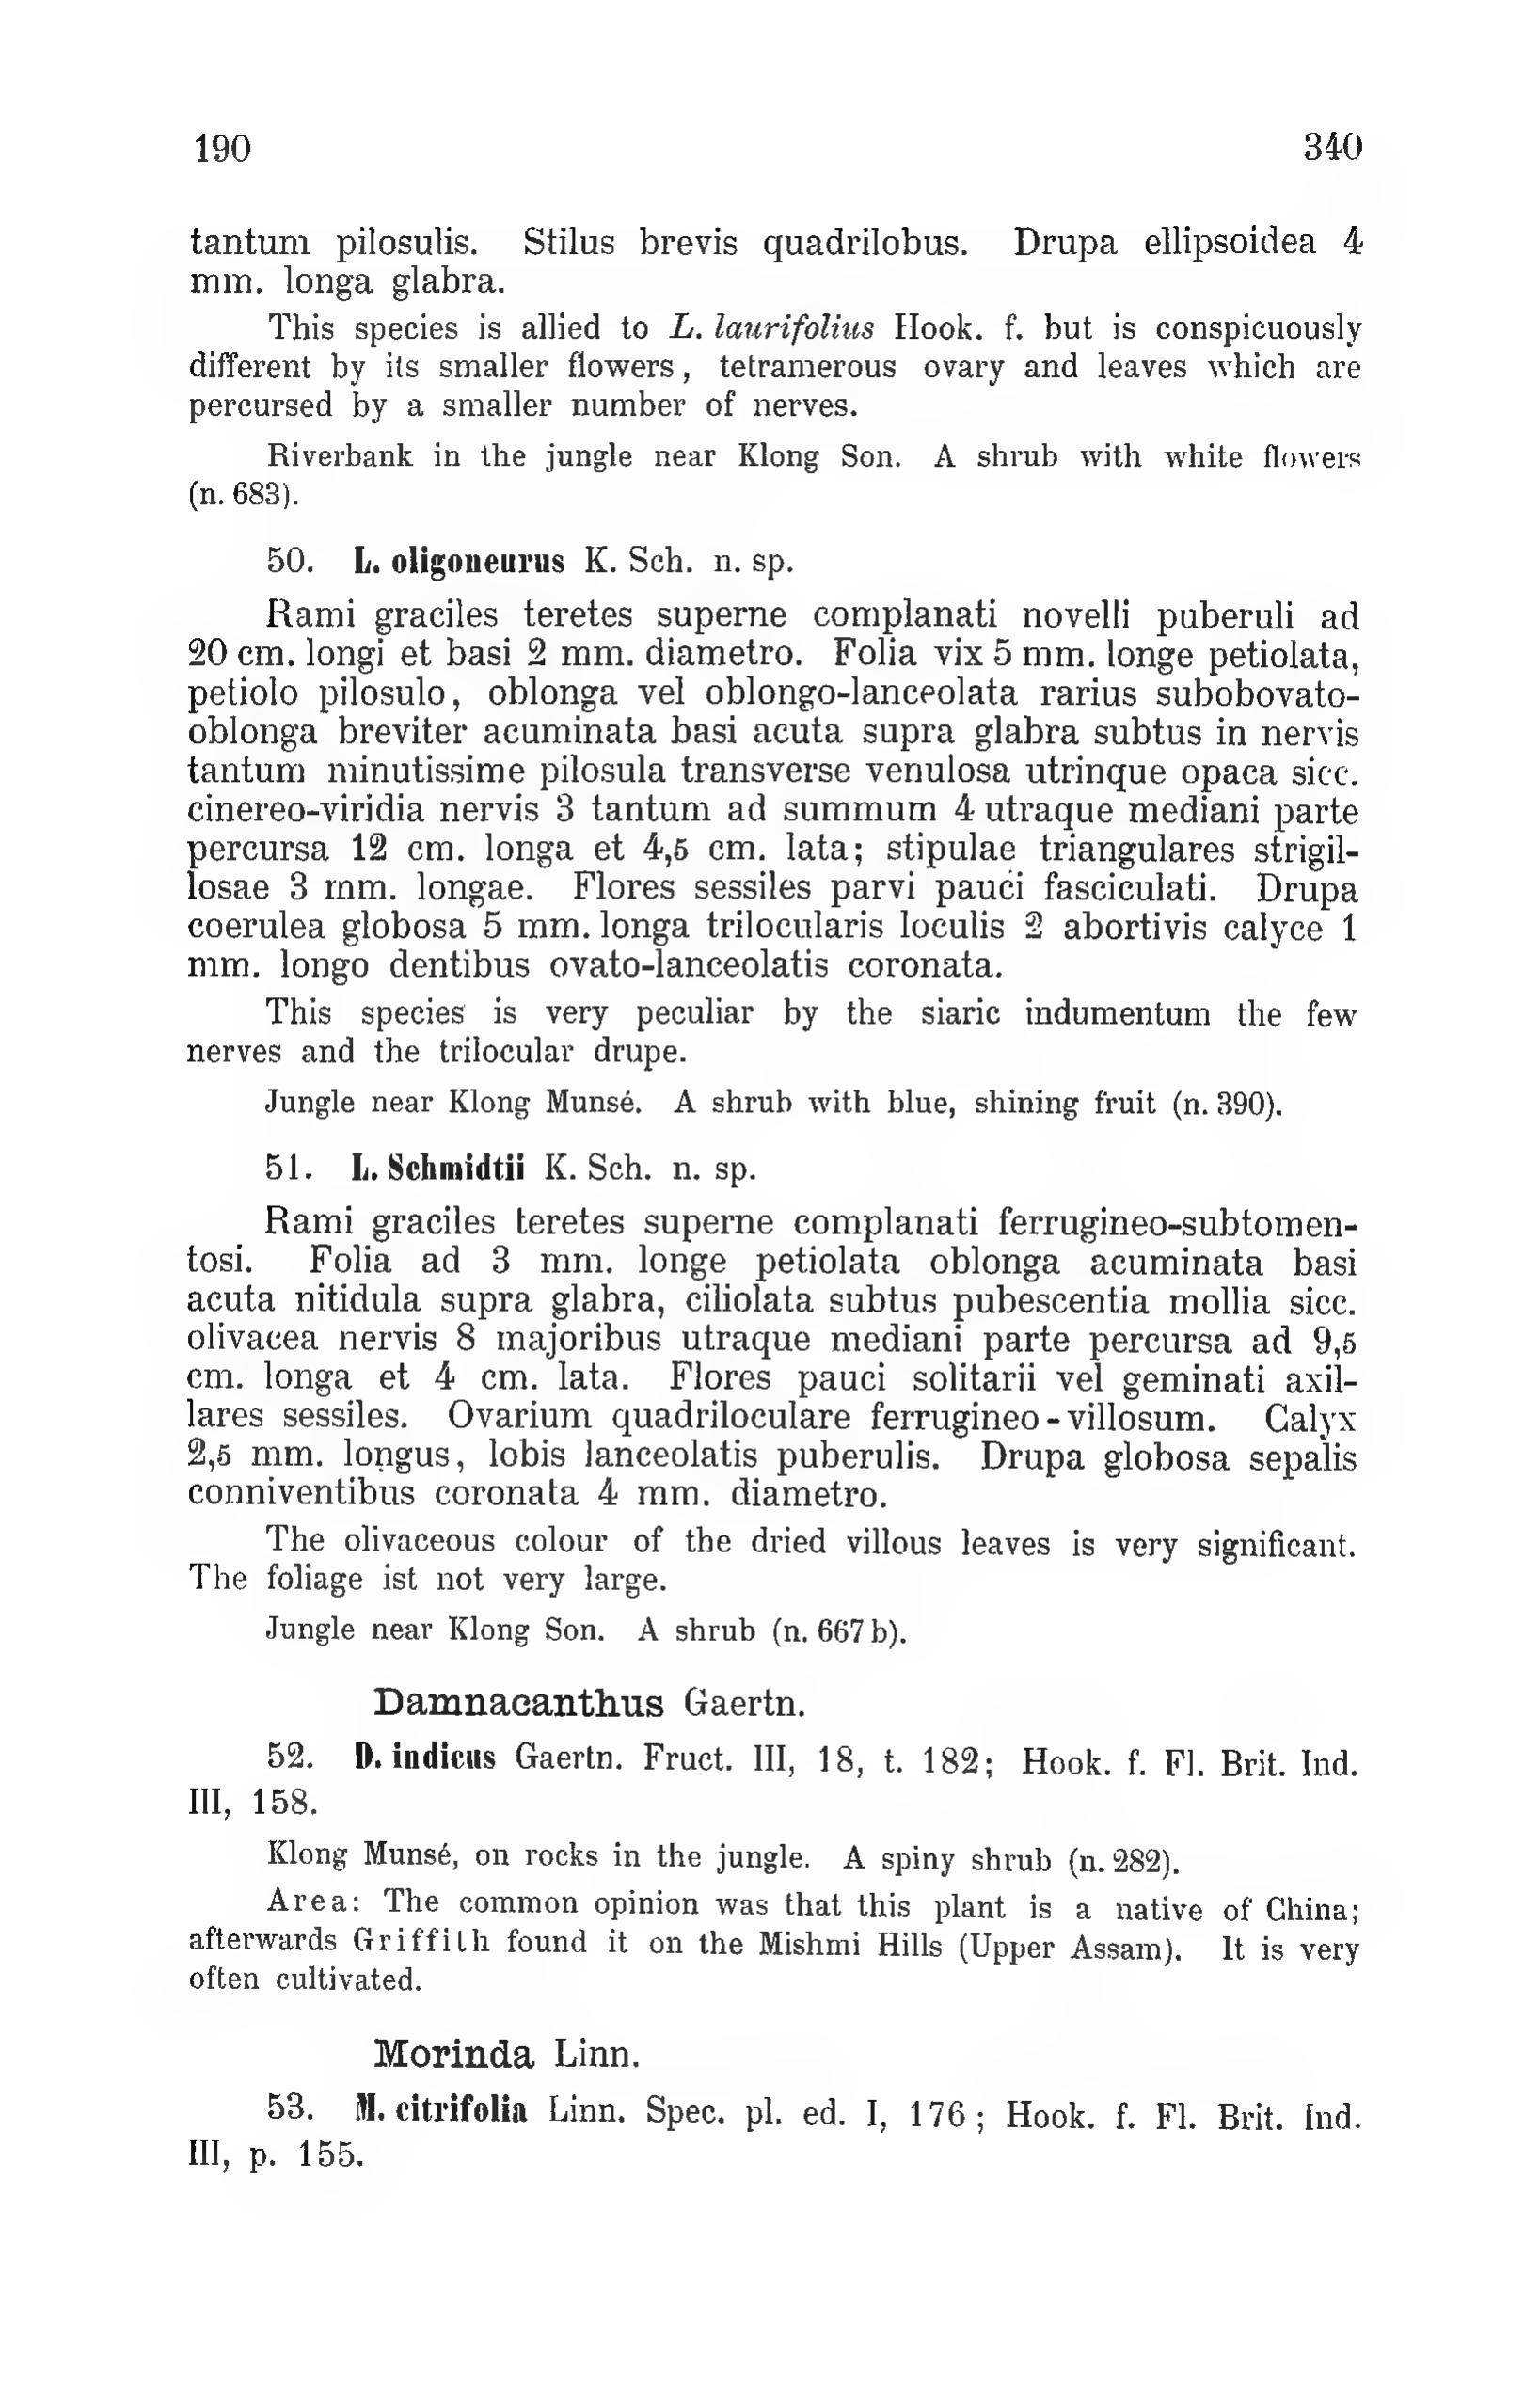 190 340
tantum pilosulis. Stilus brevis quadrilobus. Drupa ellipsoidea 4
mm. longa glabra.
This species is allied to L. laurifolius Hook. f. but is conspicuously
different by its smaller flowers, tetramerous ovary and leaves which are
percursed by a smaller number of nerves.
Riverbank in the jungle near Klong Son. A shrub with white flowers
(n. 683).
50. L. oligoneurus K. Sch. n. sp.
Rami graciles teretes superne complanati novelli puberuli ad
20 cm. longi et basi 2 mm. diametro. Folia vix 5 mm. longe petiolata,
petiolo pilosulo, oblonga vel oblongo-lanceolata rarius subobovato-
oblonga breviter acuminata basi acuta supra glabra subtus in nervis
tantum minutissime pilosula transverse venulosa utrinque opaca sicc.
cinereo-viridia nervis 3 tantum ad summum 4 utraque mediani parte
percursa 12 cm. longa et 4,5 cm. lata; stipulae triangulares strigil-
losae 3 mm. longae. Flores sessiles parvi pauci fasciculati. Drupa
coerulea globosa 5 mm. longa trilocularis loculis 2 abortivis calyce 1
mm. longo dentibus ovato-lanceolatis coronata.
This species is very peculiar by the siaric indumentum the few
nerves and the trilocular drupe.
Jungle near Klong Munsé. A shrub with blue, shining fruit (n. 390).
51. L. Schmidtii K. Sch. n. sp.
Rami graciles teretes superne complanati ferrugineo-subtomen-
tosi. Folia ad 3 mm. longe petiolata oblonga acuminata basi
acuta nitidula supra glabra, ciliolata subtus pubescentia mollia sicc.
olivacea nervis 8 majoribus utraque mediani parte percursa ad 9,5
cm. longa et 4 cm. lata. Flores pauci solitarii vel geminati axil-
lares sessiles. Ovarium quadriloculare ferrugineo-villosum. Calyx
2,5 mm. longus, lobis lanceolatis puberulis. Drupa globosa sepalis
conniventibus coronata 4 mm. diametro.
The olivaceous colour of the dried villous leaves is very significant.
The foliage ist not very large.
Jungle near Klong Son. A shrub (n. 667 b).
Damnacanthus Gaertn.
52. D. indicus Gaertn. Fruct. III, 18, t. 182; Hook. f. Fl. Brit. Ind.
III, 158.
Klong Munsé, on rocks in the jungle. A spiny shrub (n. 282).
Area: The common opinion was that this plant is a native of China;
afterwards Griffith found it on the Mishmi Hills (Upper Assam). It is very
often cultivated.
Morinda Linn.
53. M. citrifolia Linn. Spec. pl. ed. I, 176; Hook. f. Fl. Brit. Ind.
III, p. 155.